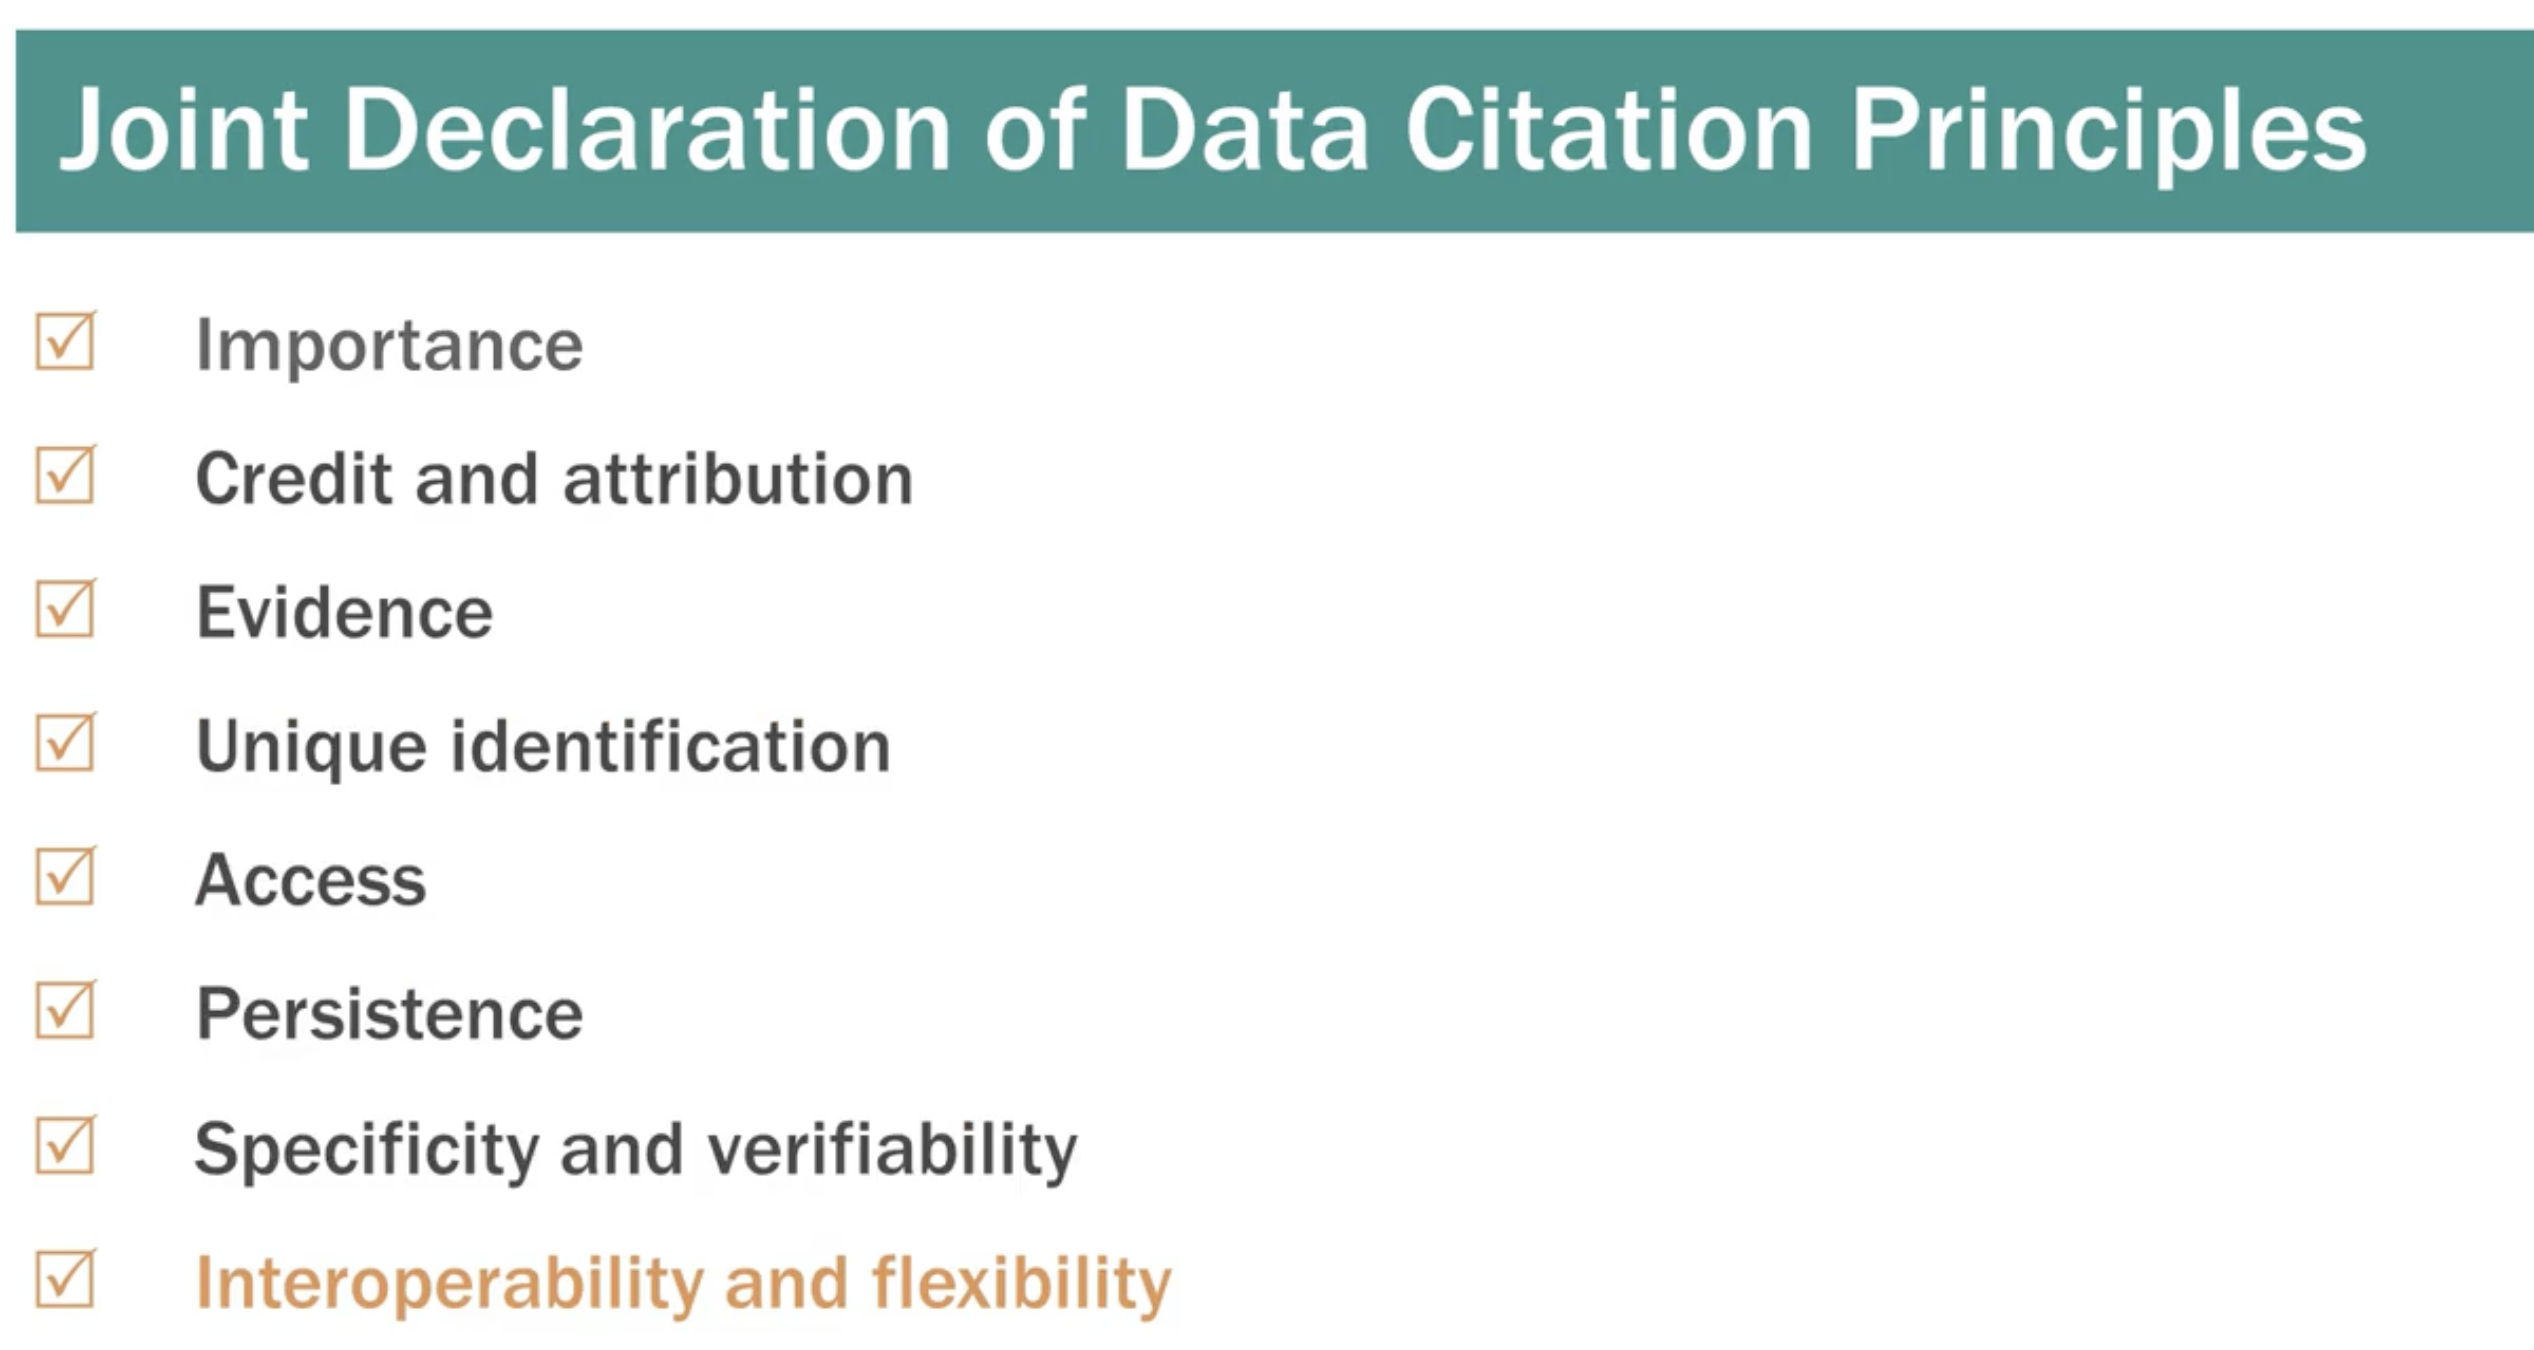 Joint Declaration of Data Citation Principles
Importance
Credit and attribution
Evidence
Unique identification
Access
Persistence
Specificity and verifiability
Interoperability and flexibility